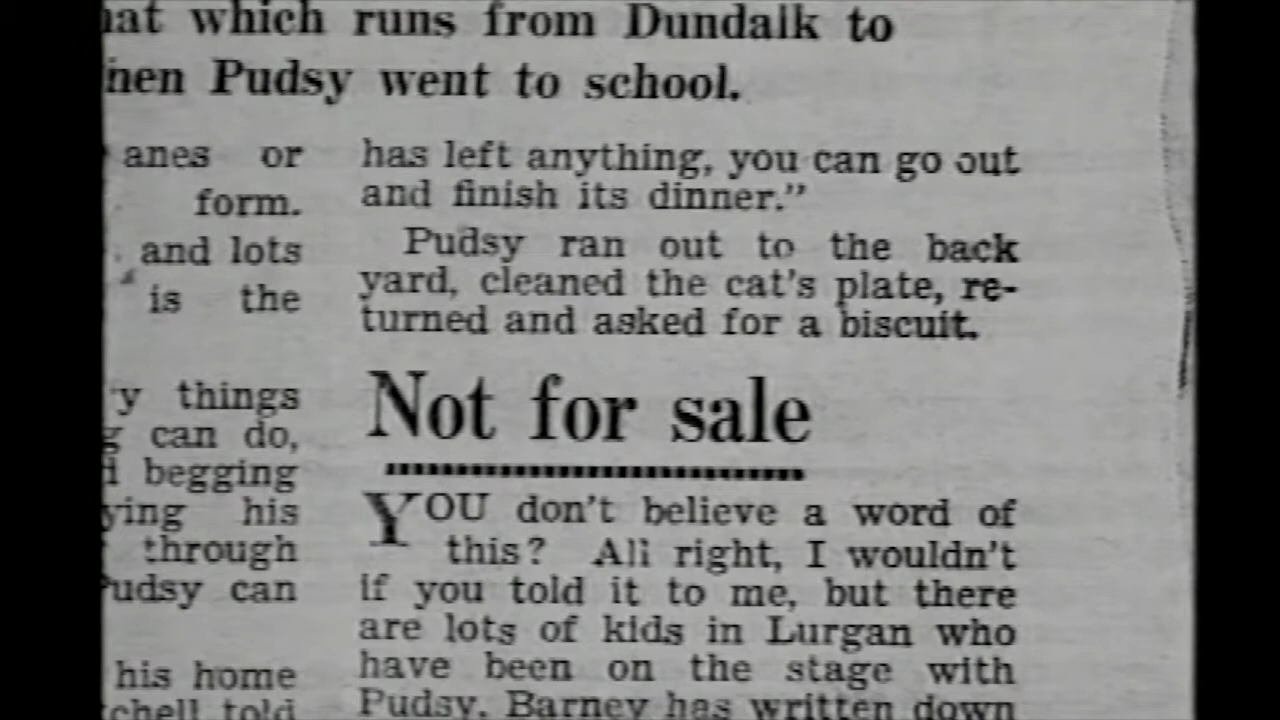 which runs from Dundalk to
Pudsy went to school.
anes or
form.
and lots
is the
y things
can do,
begging
ying his
through
Pudsy can
his home
chell told
has left anything, you can go out
and finish its dinner."
Pudsy ran out to the back
yard, cleaned the cat's plate, re-
turned and asked for a biscuit.
Not for sale
YOU don't believe a word of
this? All right, I wouldn't
if you told it to me, but there
are lots of kids in Lurgan who
have been on the stage with
Pudsy. Barney has written down